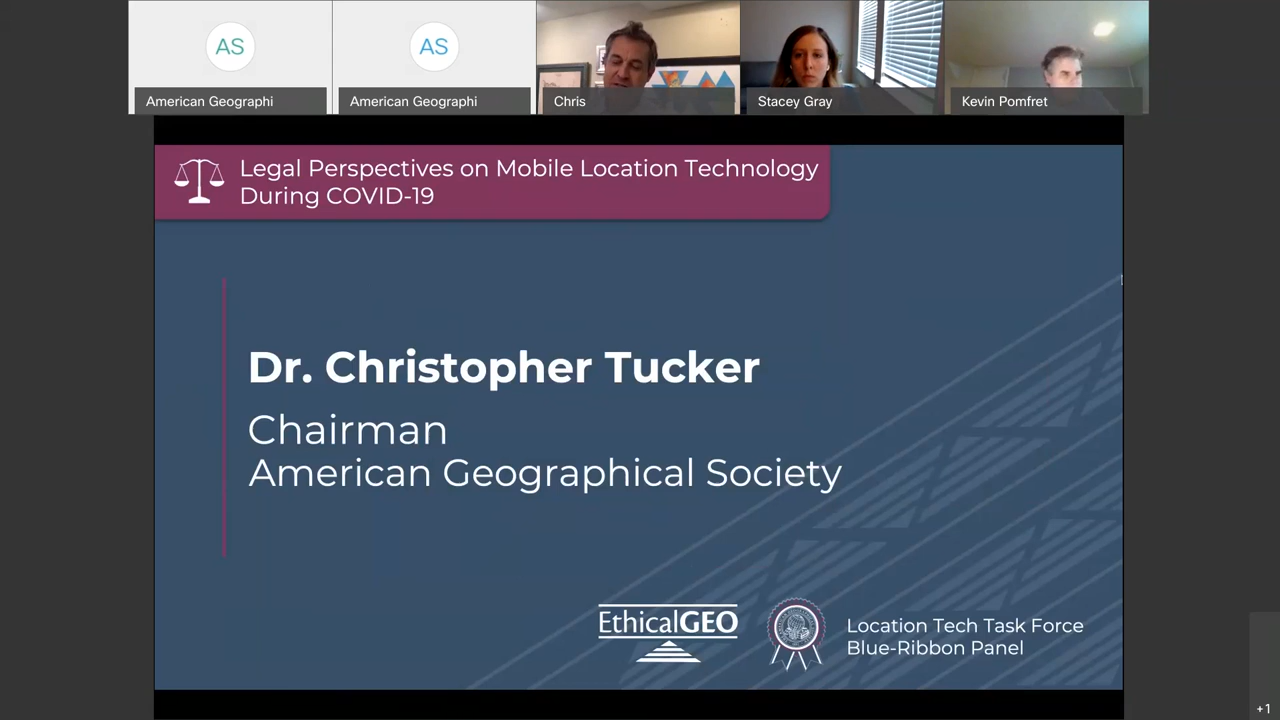 AS
AS
American Geographi
American Geographi
Chris
Stacey Gray
Kevin Pomfret
Legal Perspectives on Mobile Location Technology
During COVID-19
Dr. Christopher Tucker
Chairman
American Geographical Society
EthicalGEO
Location Tech Task Force
Blue-Ribbon Panel
+1